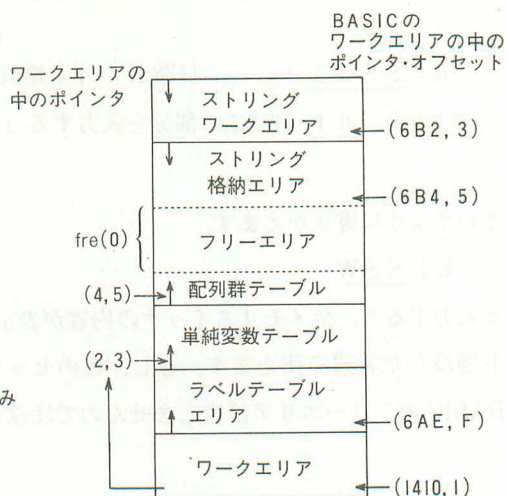 BASICの
ワークエリアの中の
ポインタ・オフセット
ワークエリアの
中のポインタ
ストリング
ワークエリア
(6B2, 3)
ストリング
格納エリア
(6B4, 5)
fre(0)
フリーエリア
(4,5)
配列群テーブル
単純変数テーブル
(2,3)
み
ラベルテーブル
エリア
(6AE, F)
ワークエリア
(1410,1)